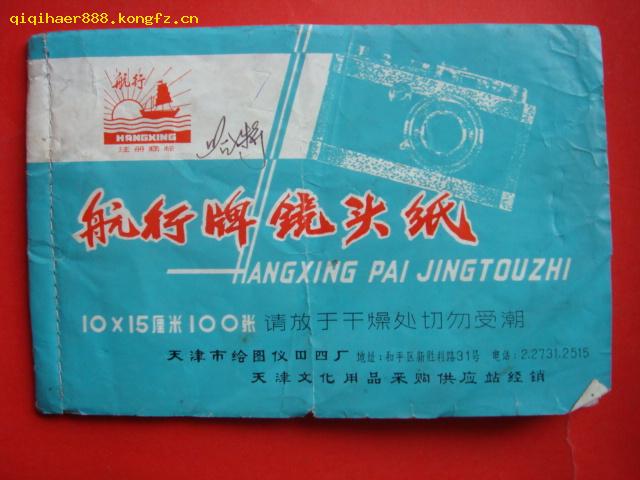 qiqihaer888.kongfz.cn
航行
HANGXING
注册商标
航行牌镜头纸
HANGXING PAI JINGTOUZHI
10×15厘米100张 请放于干燥处切勿受潮
天津市绘图仪田四厂 地址:和平区新胜利路31号 电话:2.2731.2515
天津文化用品采购供应站经销